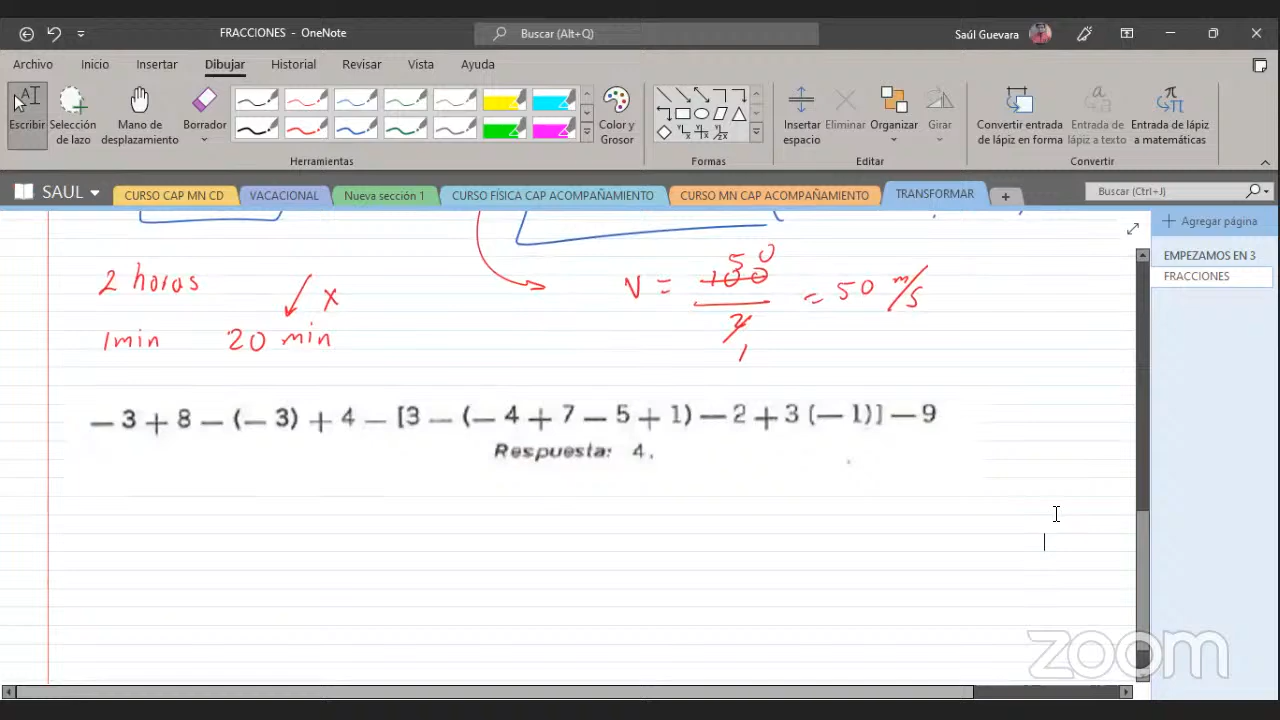 FRACCIONES - OneNote
Buscar (Alt+Q)
Saúl Guevara
Archivo Inicio Insertar Dibujar Historial Revisar Vista Ayuda
Escribir
Selección de lazo
Mano de desplazamiento
Borrador
Color y Grosor
Insertar espacio
Eliminar
Organizar
Girar
Convertir entrada de lápiz en forma
Entrada de lápiz a texto
Entrada de lápiz a matemáticas
Herramientas
Formas
Editar
Convertir
SAUL
CURSO CAP MN CD
VACACIONAL
Nueva sección 1
CURSO FÍSICA CAP ACOMPAÑAMIENTO
CURSO MN CAP ACOMPAÑAMIENTO
TRANSFORMAR
Buscar (Ctrl+J)
Agregar página
EMPEZAMOS EN 3
FRACCIONES
2 horas
x
1min 20 min
50
V = 100/2 = 50 m/s
1
- 3 + 8 - (- 3) + 4 - [3 - (- 4 + 7 - 5 + 1) - 2 + 3 (- 1)] - 9
Respuesta: 4.
zoom